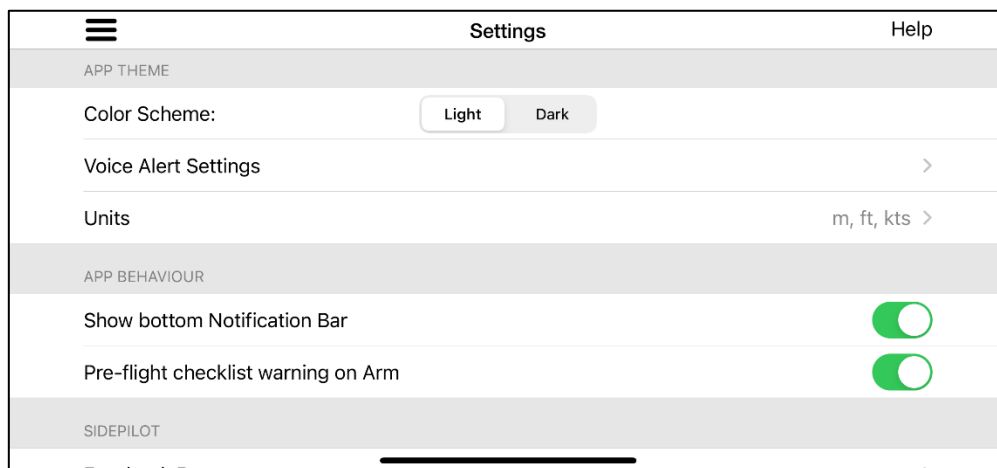 Settings Help
APP THEME
Color Scheme: Light Dark
Voice Alert Settings
Units m, ft, kts
APP BEHAVIOUR
Show bottom Notification Bar
Pre-flight checklist warning on Arm
SIDEPILOT